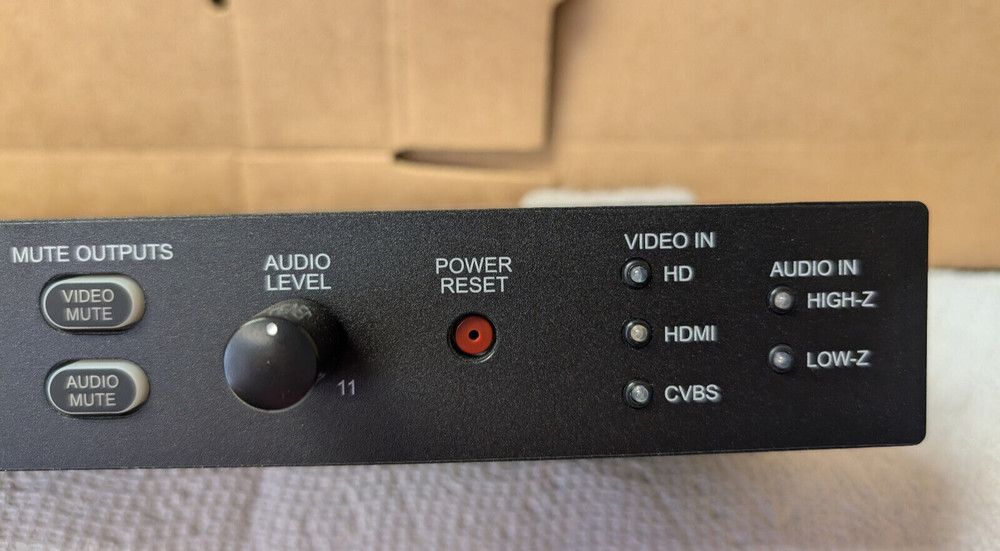 MUTE OUTPUTS
VIDEO
MUTE
AUDIO
MUTE
AUDIO
LEVEL
11
POWER
RESET
VIDEO IN
HD
HDMI
CVBS
AUDIO IN
HIGH-Z
LOW-Z